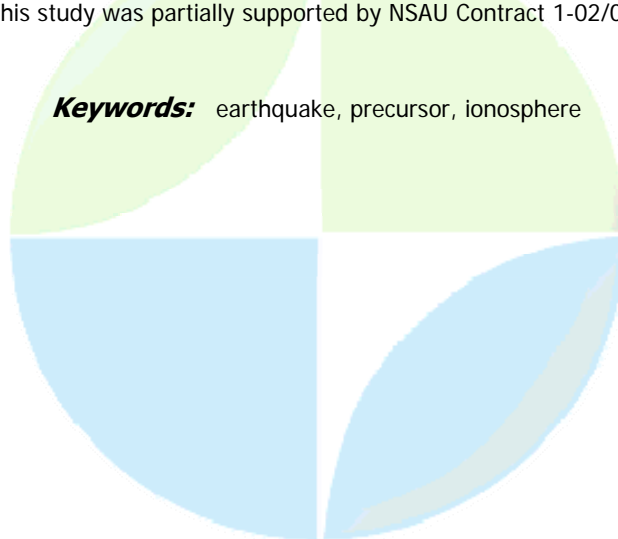 his study was partially supported by NSAU Contract 1-02/0
Keywords: earthquake, precursor, ionosphere